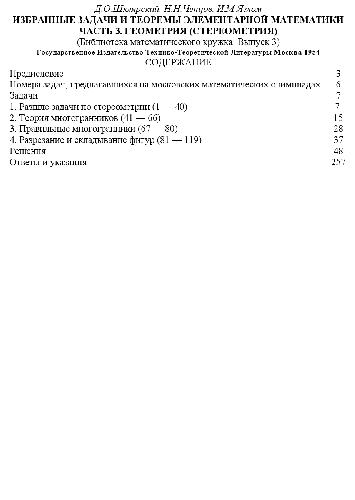 Д.О.Шклярский, Н.Н.Ченцов, И.М.Яглом
ИЗБРАННЫЕ ЗАДАЧИ И ТЕОРЕМЫ ЭЛЕМЕНТАРНОЙ МАТЕМАТИКИ
ЧАСТЬ 3. ГЕОМЕТРИЯ (СТЕРЕОМЕТРИЯ)
(Библиотека математического кружка. Выпуск 3)
Государственное Издательство Технико-Теоретической Литературы Москва 1954
СОДЕРЖАНИЕ
Предисловие 3
Номера задач, предлагавшихся на московских математических олимпиадах 6
Задачи 7
1. Разные задачи по стереометрии (1 — 40) 7
2. Теория многогранников (41 — 66) 15
3. Правильные многогранники (67 — 80) 28
4. Разрезание и складывание фигур (81 — 119) 37
Решения 48
Ответы и указания 257